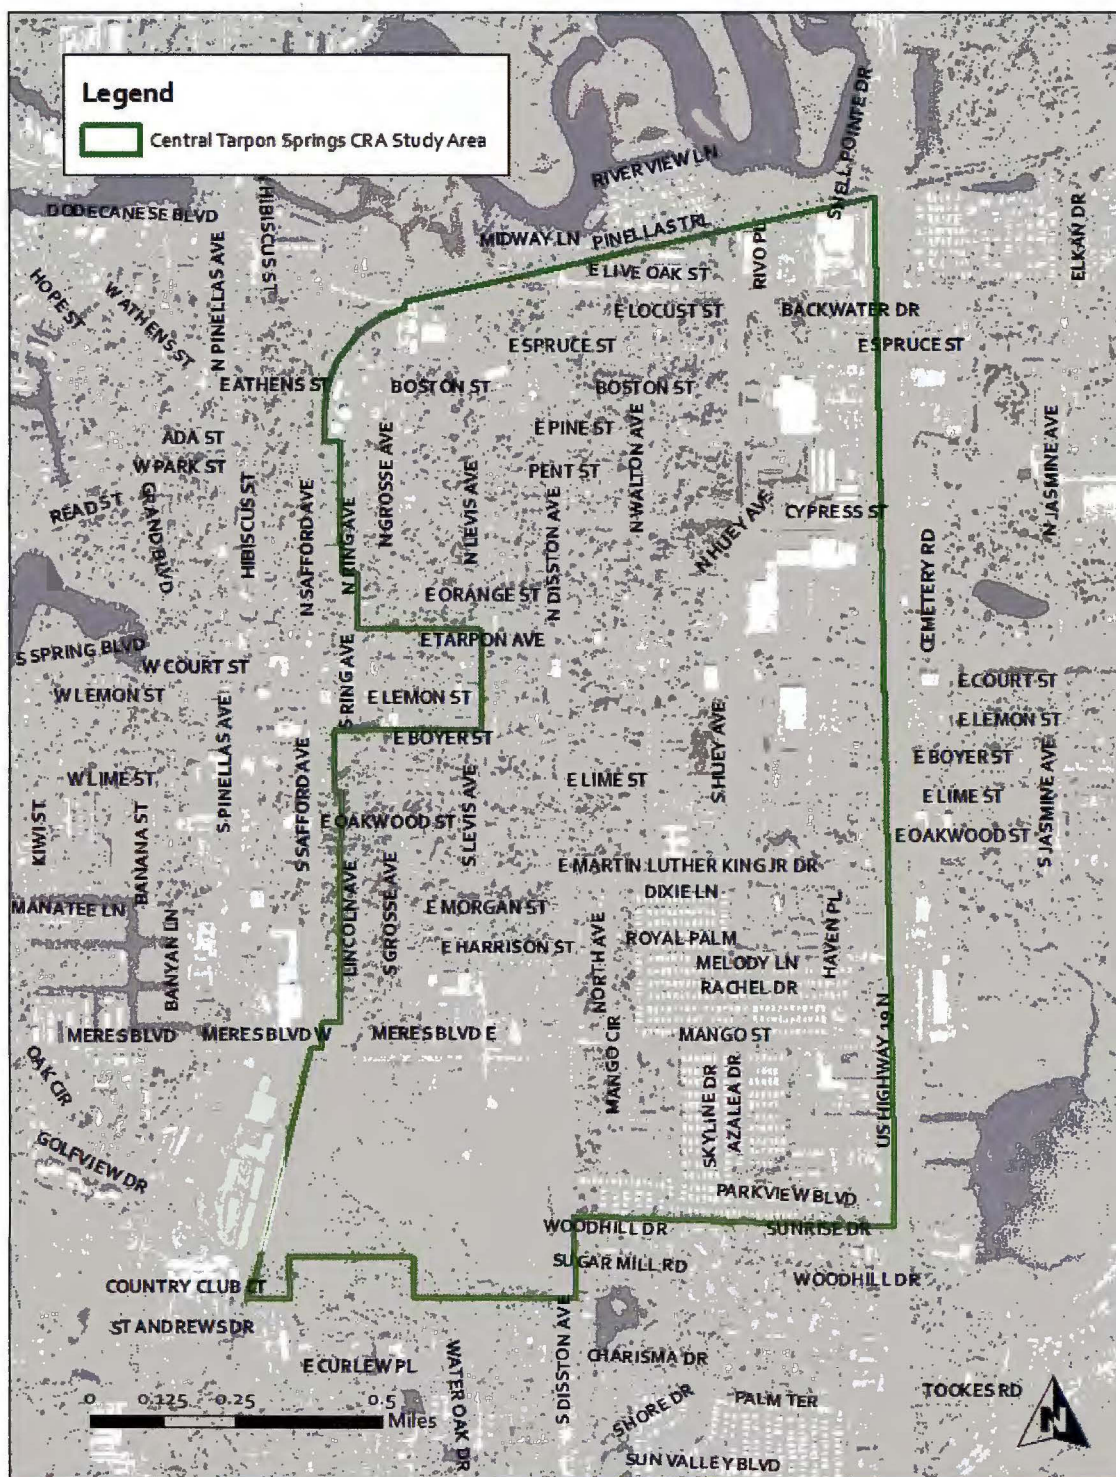 Legend
Central Tarpon Springs CRA Study Area
RIVER VIEW LN
SNELL POINTE DR
DODECANESE BLVD
HIBISCUS ST
MIDWAY LN
PINELLAS TRL
RIVO PL
ELKAN DR
N PINELLAS AVE
E LIVE OAK ST
HOPE ST
W ATHENS ST
E LOCUST ST
BACKWATER DR
E SPRUCE ST
E SPRUCE ST
E ATHENS ST
BOSTON ST
BOSTON ST
ADA ST
N GROSSE AVE
E PINE ST
N WALTON AVE
N JASMINE AVE
W PARK ST
PENT ST
READ ST
GRAND BLVD
HIBISCUS ST
N SAFFORD AVE
N RING AVE
N LEVIS AVE
N DISSTON AVE
N HUEY AVE
CYPRESS ST
CEMETERY RD
E ORANGE ST
S SPRING BLVD
W COURT ST
E TARPON AVE
E COURT ST
W LEMON ST
S RING AVE
E LEMON ST
E LEMON ST
S PINELLAS AVE
E BOYER ST
S HUEY AVE
E BOYER ST
W LIME ST
S SAFFORD AVE
E LIME ST
E LIME ST
S JASMINE AVE
KIWI ST
BANANA ST
E OAKWOOD ST
S LEVIS AVE
E OAKWOOD ST
E MARTIN LUTHER KING JR DR
DIXIE LN
MANATEE LN
LINCOLN AVE
S GROSSE AVE
E MORGAN ST
BANYAN LN
E HARRISON ST
NORTH AVE
ROYAL PALM
HAVEN PL
MELODY LN
RACHEL DR
MERES BLVD
MERES BLVD W
MERES BLVD E
MANGO ST
US HIGHWAY 19 N
OAK CIR
MANGO CIR
SKYLINE DR
AZALEA DR
GOLFVIEW DR
PARKVIEW BLVD
WOODHILL DR
SUNRISE DR
SUGAR MILL RD
COUNTRY CLUB CT
WOODHILL DR
ST ANDREWS DR
S DISSTON AVE
E CURLEW PL
WATER OAK DR
CHARISMA DR
TOOKES RD
SHORE DR
PALM TER
0 0.125 0.25 0.5
Miles
N
SUN VALLEY BLVD